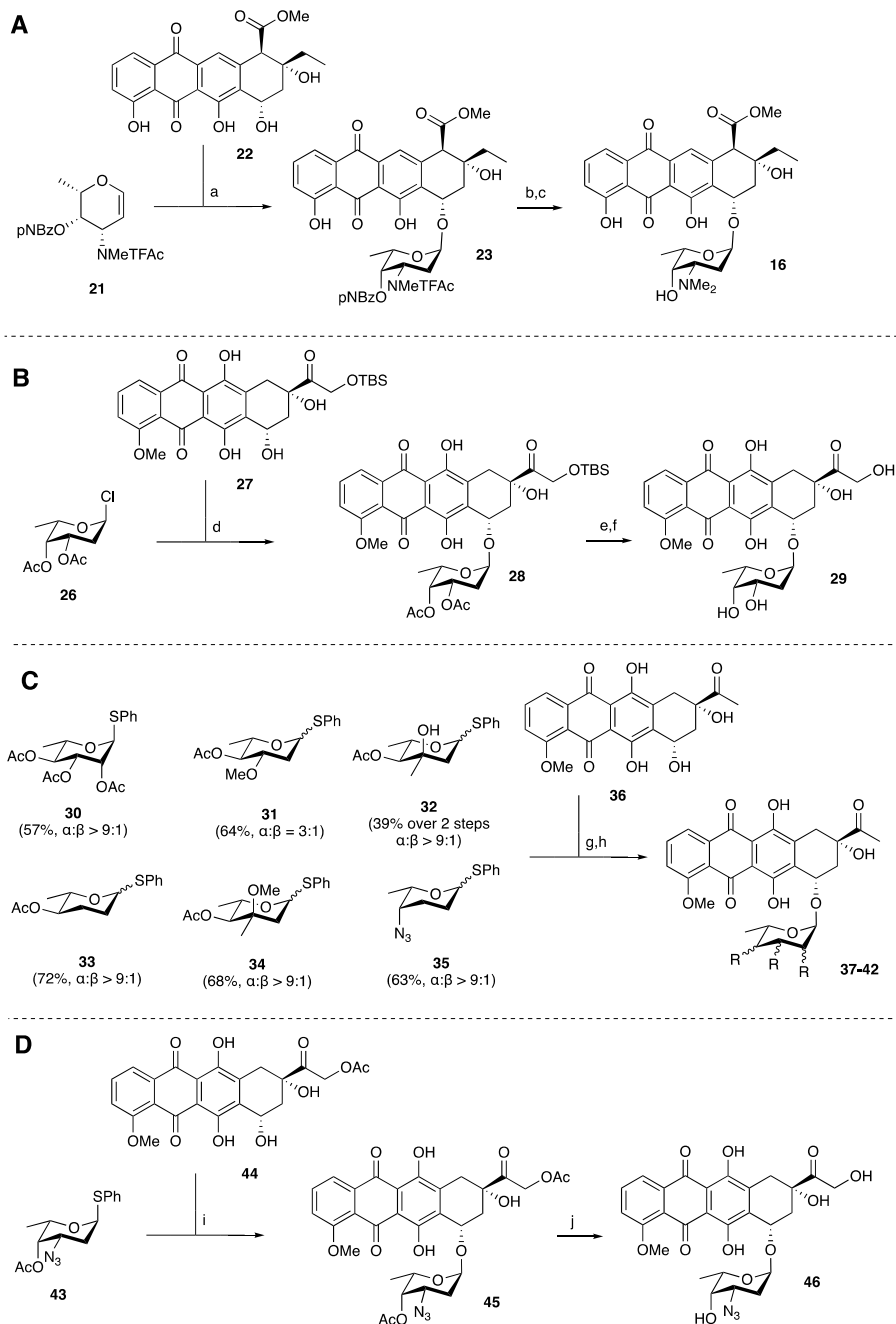 A
O
OMe
O
OH
OH
O
OH
OH
22
O
pNBzO
NMeTFAc
21
a
O
OMe
O
OH
OH
O
OH
O
O
NMeTFAc
pNBzO
23
b,c
O
OMe
O
OH
OH
O
OH
O
O
NMe2
HO
16
B
O
OH
O
OTBS
OH
OMe
O
OH
OH
27
Cl
O
OAc
AcO
26
d
O
OH
O
OTBS
OH
OMe
O
OH
O
O
AcO
OAc
28
e,f
O
OH
O
OH
OH
OMe
O
OH
O
O
HO
OH
29
C
SPh
O
AcO
AcO
OAc
30
(57%, α:β > 9:1)
SPh
O
AcO
MeO
31
(64%, α:β = 3:1)
OH
SPh
O
AcO
32
(39% over 2 steps
α:β > 9:1)
O
OH
O
OH
OMe
O
OH
OH
36
SPh
O
AcO
33
(72%, α:β > 9:1)
OMe
SPh
O
AcO
34
(68%, α:β > 9:1)
SPh
O
N3
35
(63%, α:β > 9:1)
g,h
O
OH
O
OH
OMe
O
OH
O
O
R
R
R
37-42
D
O
OH
O
OAc
OH
OMe
O
OH
OH
44
SPh
O
N3
AcO
43
i
O
OH
O
OAc
OH
OMe
O
OH
O
O
N3
AcO
45
j
O
OH
O
OH
OH
OMe
O
OH
O
O
N3
HO
46